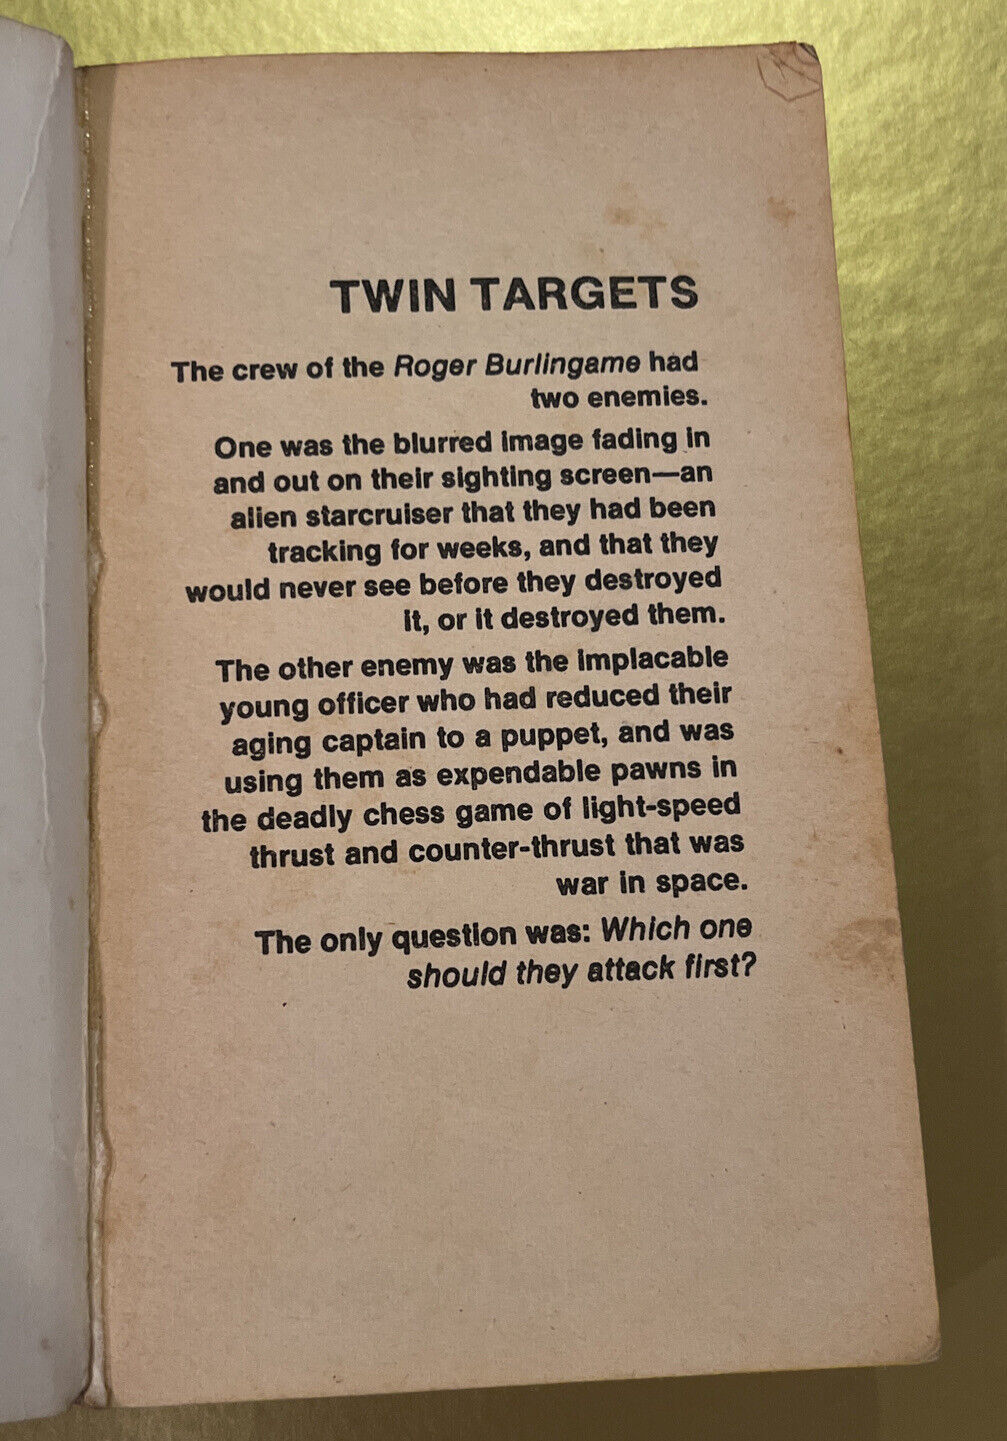 TWIN TARGETS
The crew of the Roger Burlingame had
two enemies.
One was the blurred image fading in
and out on their sighting screen—an
alien starcruiser that they had been
tracking for weeks, and that they
would never see before they destroyed
it, or it destroyed them.
The other enemy was the implacable
young officer who had reduced their
aging captain to a puppet, and was
using them as expendable pawns in
the deadly chess game of light-speed
thrust and counter-thrust that was
war in space.
The only question was: Which one
should they attack first?